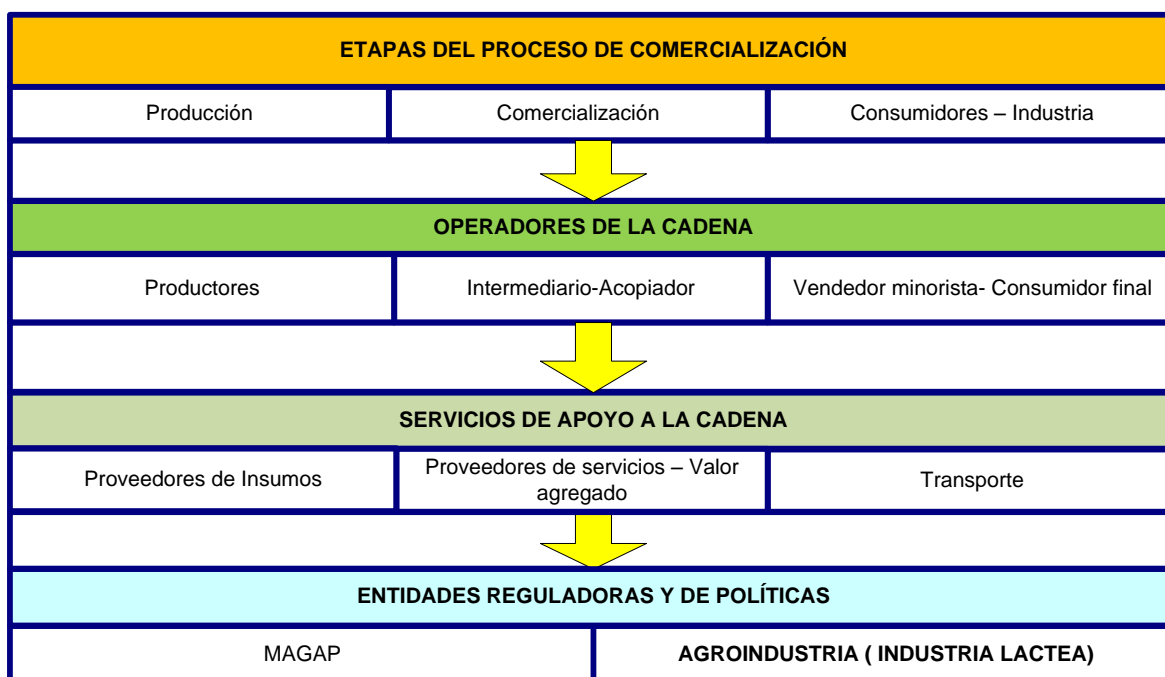 ETAPAS DEL PROCESO DE COMERCIALIZACIÓN
Producción
Comercialización
Consumidores – Industria
OPERADORES DE LA CADENA
Productores
Intermediario-Acopiador
Vendedor minorista- Consumidor final
SERVICIOS DE APOYO A LA CADENA
Proveedores de Insumos
Proveedores de servicios – Valor
agregado
Transporte
ENTIDADES REGULADORAS Y DE POLÍTICAS
MAGAP
AGROINDUSTRIA ( INDUSTRIA LACTEA)